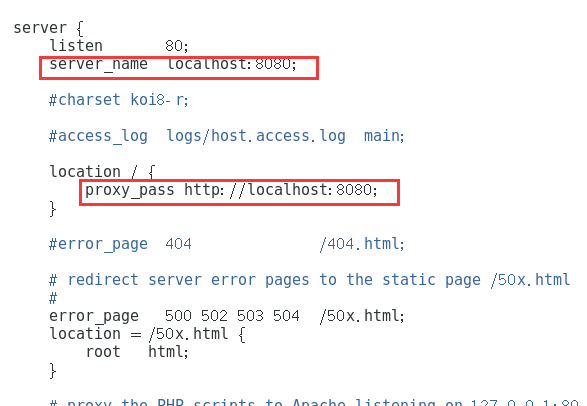 server {
    listen       80;
    server_name  localhost:8080;
    #charset koi8-r;
    #access_log  logs/host.access.log  main;
    location / {
        proxy_pass http://localhost:8080;
    }
    #error_page  404              /404.html;
    # redirect server error pages to the static page /50x.html
    #
    error_page   500 502 503 504  /50x.html;
    location = /50x.html {
        root   html;
    }
    # proxy the PHP scripts to Apache listening on 127.0.0.1:80